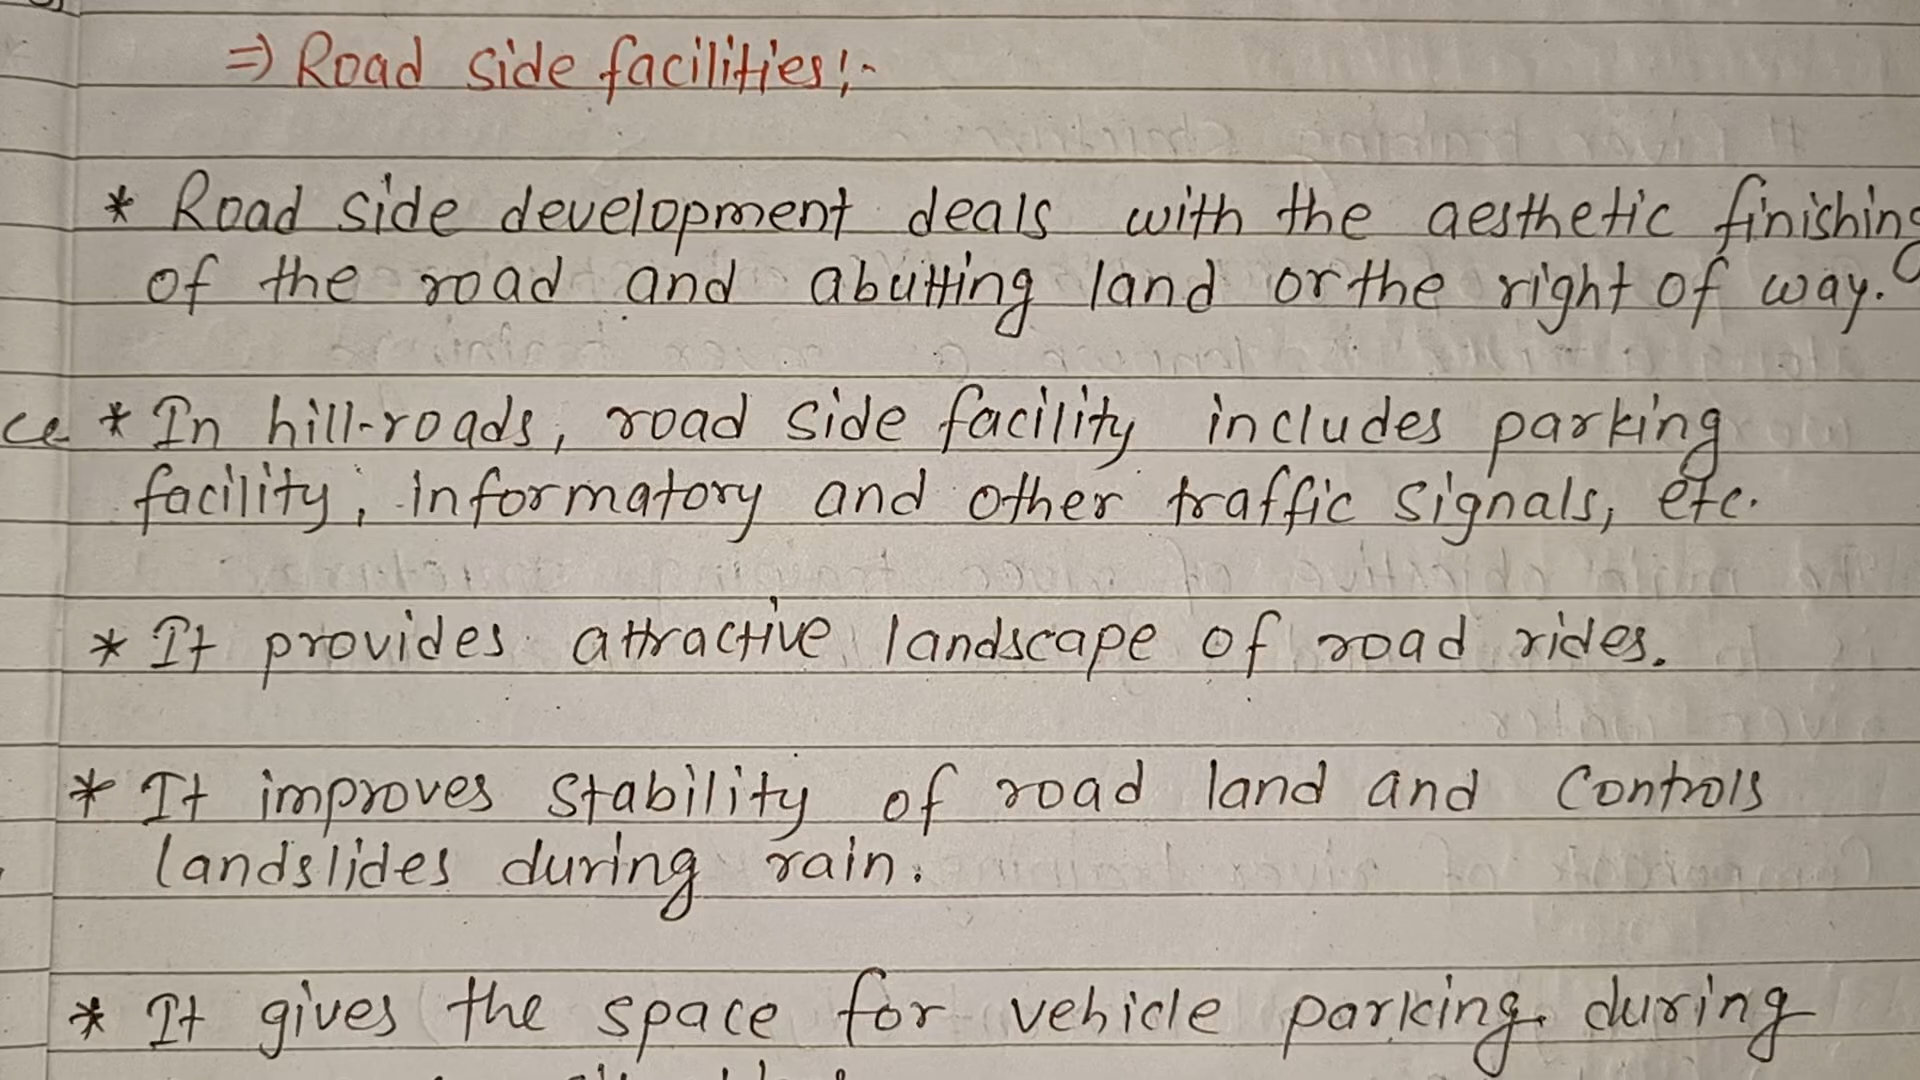 ⇒ Road side facilities:-
* Road side development deals with the aesthetic finishing
of the road and abutting land or the right of way.
ce * In hill-roads, road side facility includes parking
facility, informatory and other traffic signals, etc.
* It provides attractive landscape of road rides.
* It improves stability of road land and controls
landslides during rain.
* It gives the space for vehicle parking during